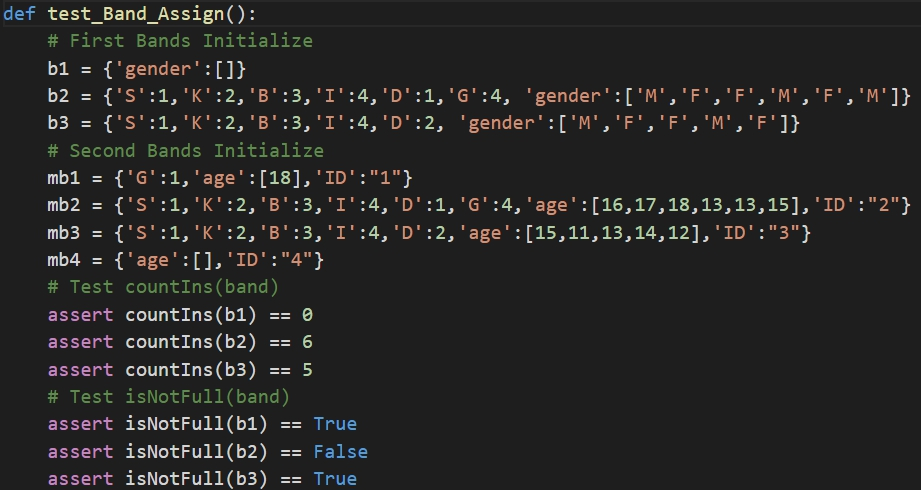 def test_Band_Assign():
    # First Bands Initialize
    b1 = {'gender':[]}
    b2 = {'S':1,'K':2,'B':3,'I':4,'D':1,'G':4, 'gender':['M','F','F','M','F','M']}
    b3 = {'S':1,'K':2,'B':3,'I':4,'D':2, 'gender':['M','F','F','M','F']}
    # Second Bands Initialize
    mb1 = {'G':1,'age':[18],'ID':"1"}
    mb2 = {'S':1,'K':2,'B':3,'I':4,'D':1,'G':4,'age':[16,17,18,13,13,15],'ID':"2"}
    mb3 = {'S':1,'K':2,'B':3,'I':4,'D':2,'age':[15,11,13,14,12],'ID':"3"}
    mb4 = {'age':[],'ID':"4"}
    # Test countIns(band)
    assert countIns(b1) == 0
    assert countIns(b2) == 6
    assert countIns(b3) == 5
    # Test isNotFull(band)
    assert isNotFull(b1) == True
    assert isNotFull(b2) == False
    assert isNotFull(b3) == True